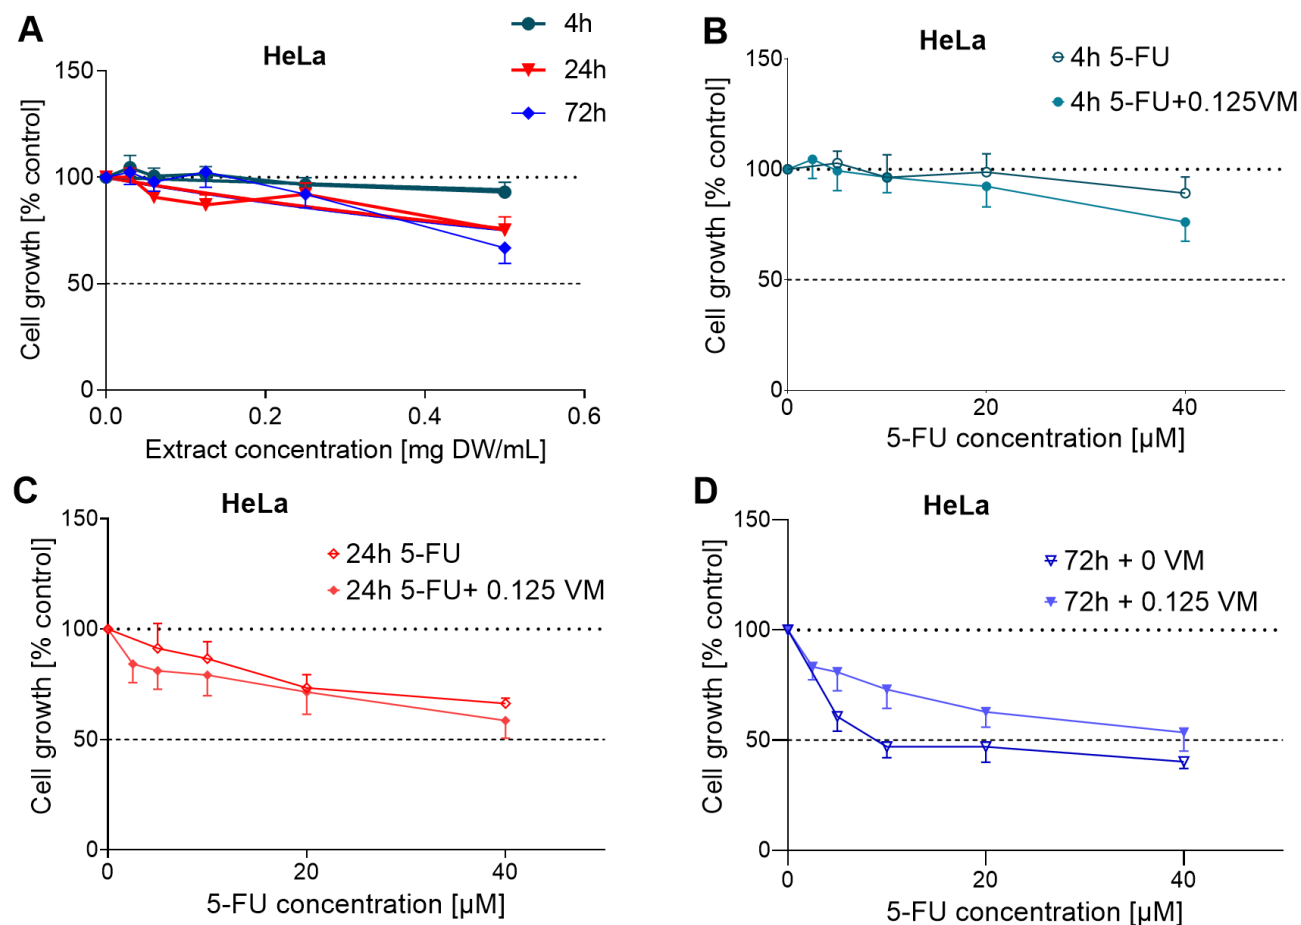 A
HeLa
4h
24h
72h
Cell growth [% control]
150
100
50
0
0.0
0.2
0.4
0.6
Extract concentration [mg DW/mL]
B
HeLa
4h 5-FU
4h 5-FU+0.125VM
Cell growth [% control]
150
100
50
0
0
20
40
5-FU concentration [µM]
C
HeLa
24h 5-FU
24h 5-FU+ 0.125 VM
Cell growth [% control]
150
100
50
0
0
20
40
5-FU concentration [µM]
D
HeLa
72h + 0 VM
72h + 0.125 VM
Cell growth [% control]
150
100
50
0
0
20
40
5-FU concentration [µM]